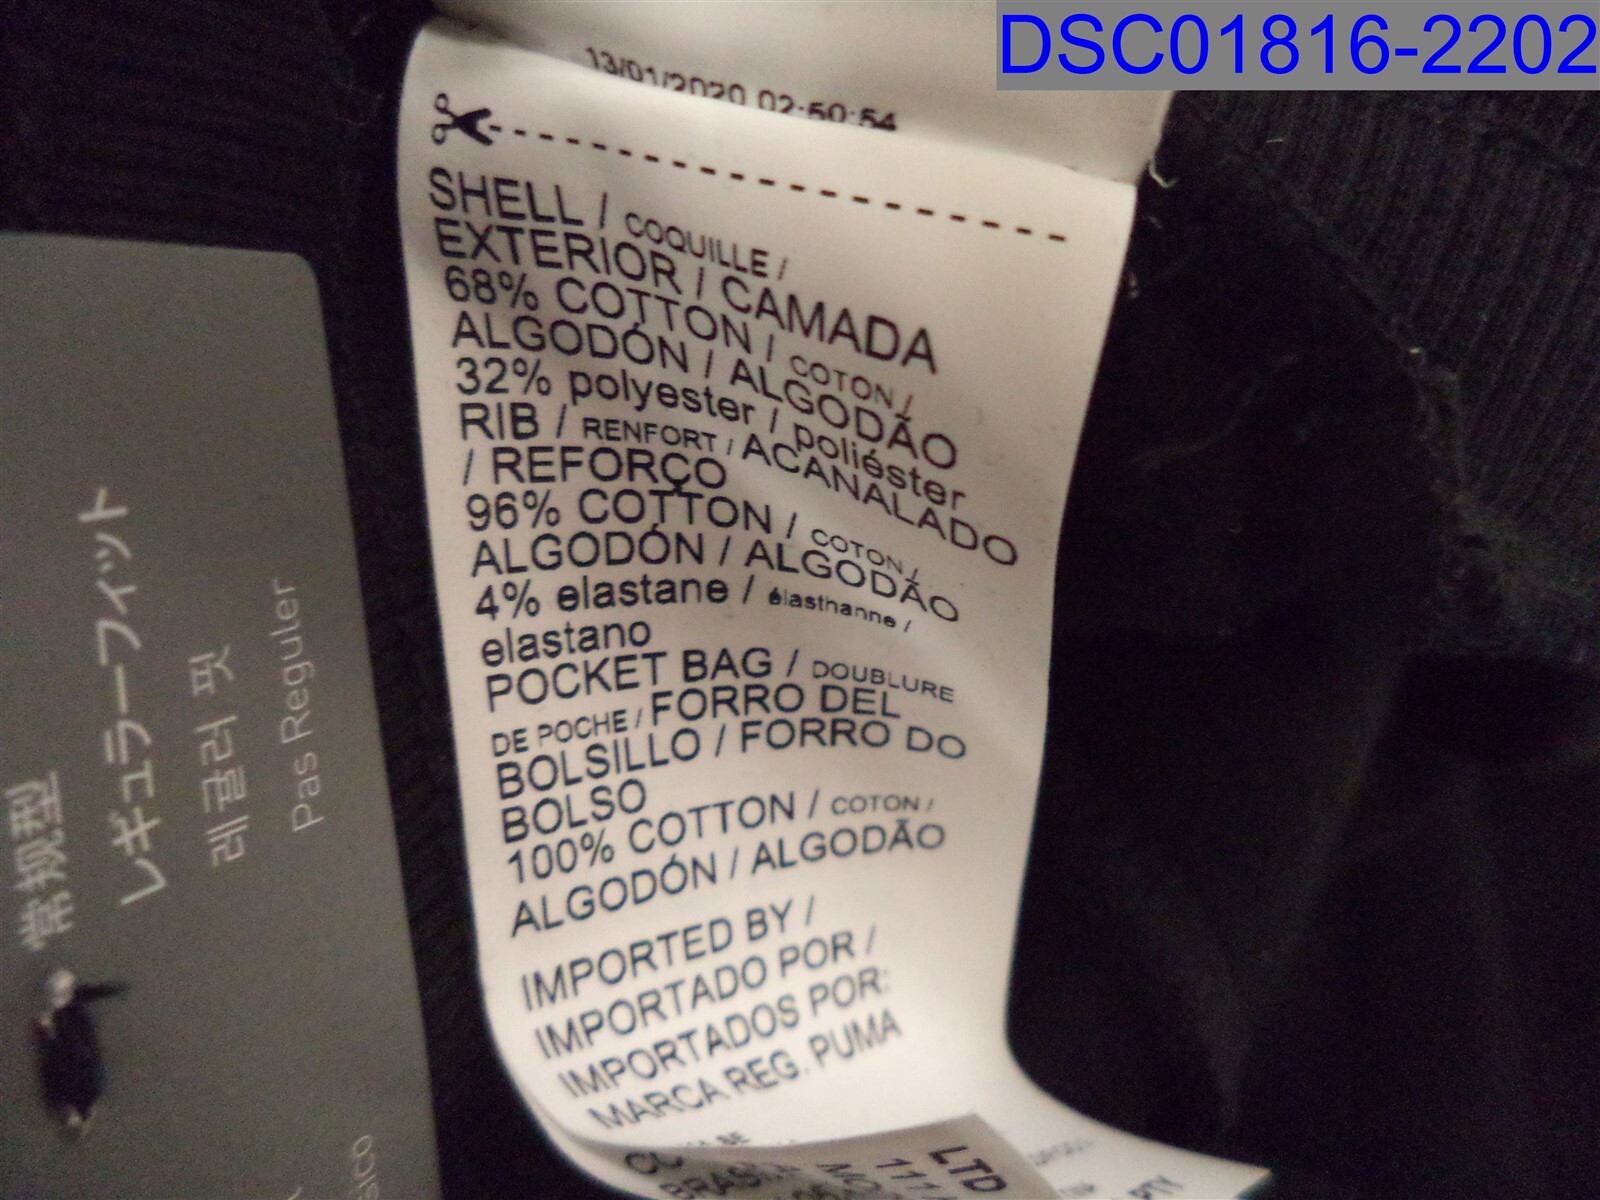 DSC01816-2202
13/01/2020 02:50:54
SHELL / COQUILLE /
EXTERIOR / CAMADA
68% COTTON / COTON /
ALGODÓN / ALGODÃO
32% polyester / poliéster
RIB / RENFORT / ACANALADO
/ REFORÇO
96% COTTON / COTON /
ALGODÓN / ALGODÃO
4% elastane / élasthanne /
elastano
POCKET BAG / DOUBLURE
DE POCHE / FORRO DEL
BOLSILLO / FORRO DO
BOLSO
100% COTTON / COTON /
ALGODÓN / ALGODÃO
IMPORTED BY /
IMPORTADO POR /
IMPORTADOS POR:
MARCA REG. PUMA
LTD
常规型
レギュラーフィット
레귤러 핏
Pas Reguler